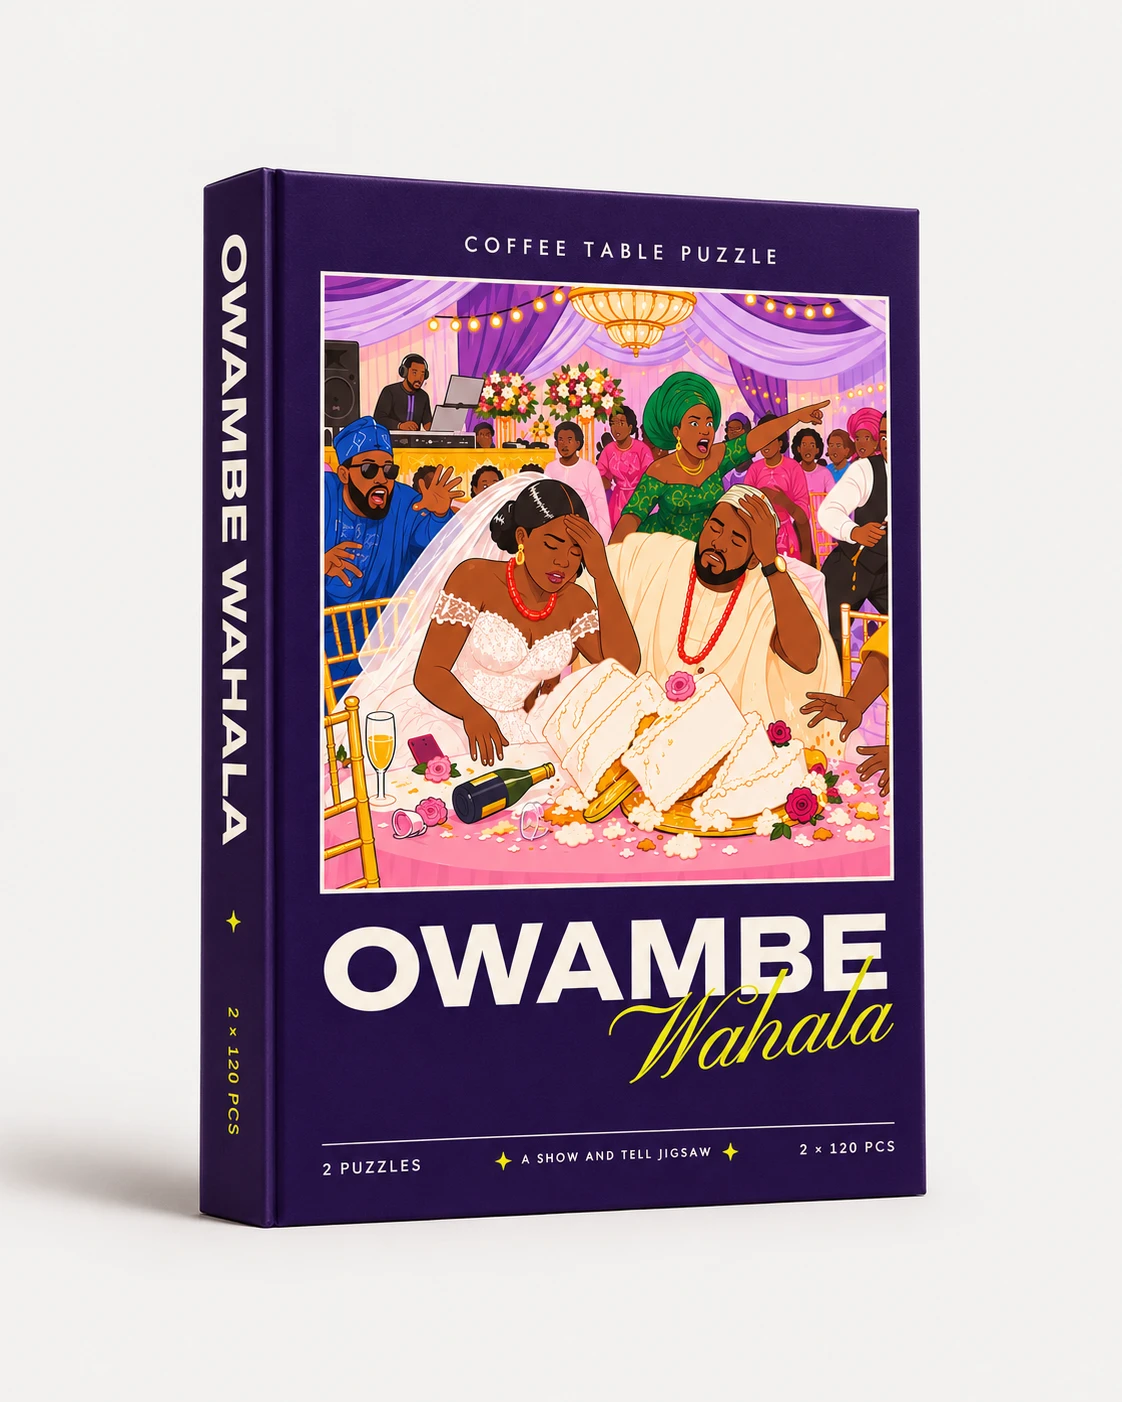 OWAMBE WAHALA
2 × 120 PCS
COFFEE TABLE PUZZLE
OWAMBE
Wahala
2 PUZZLES
A SHOW AND TELL JIGSAW
2 × 120 PCS